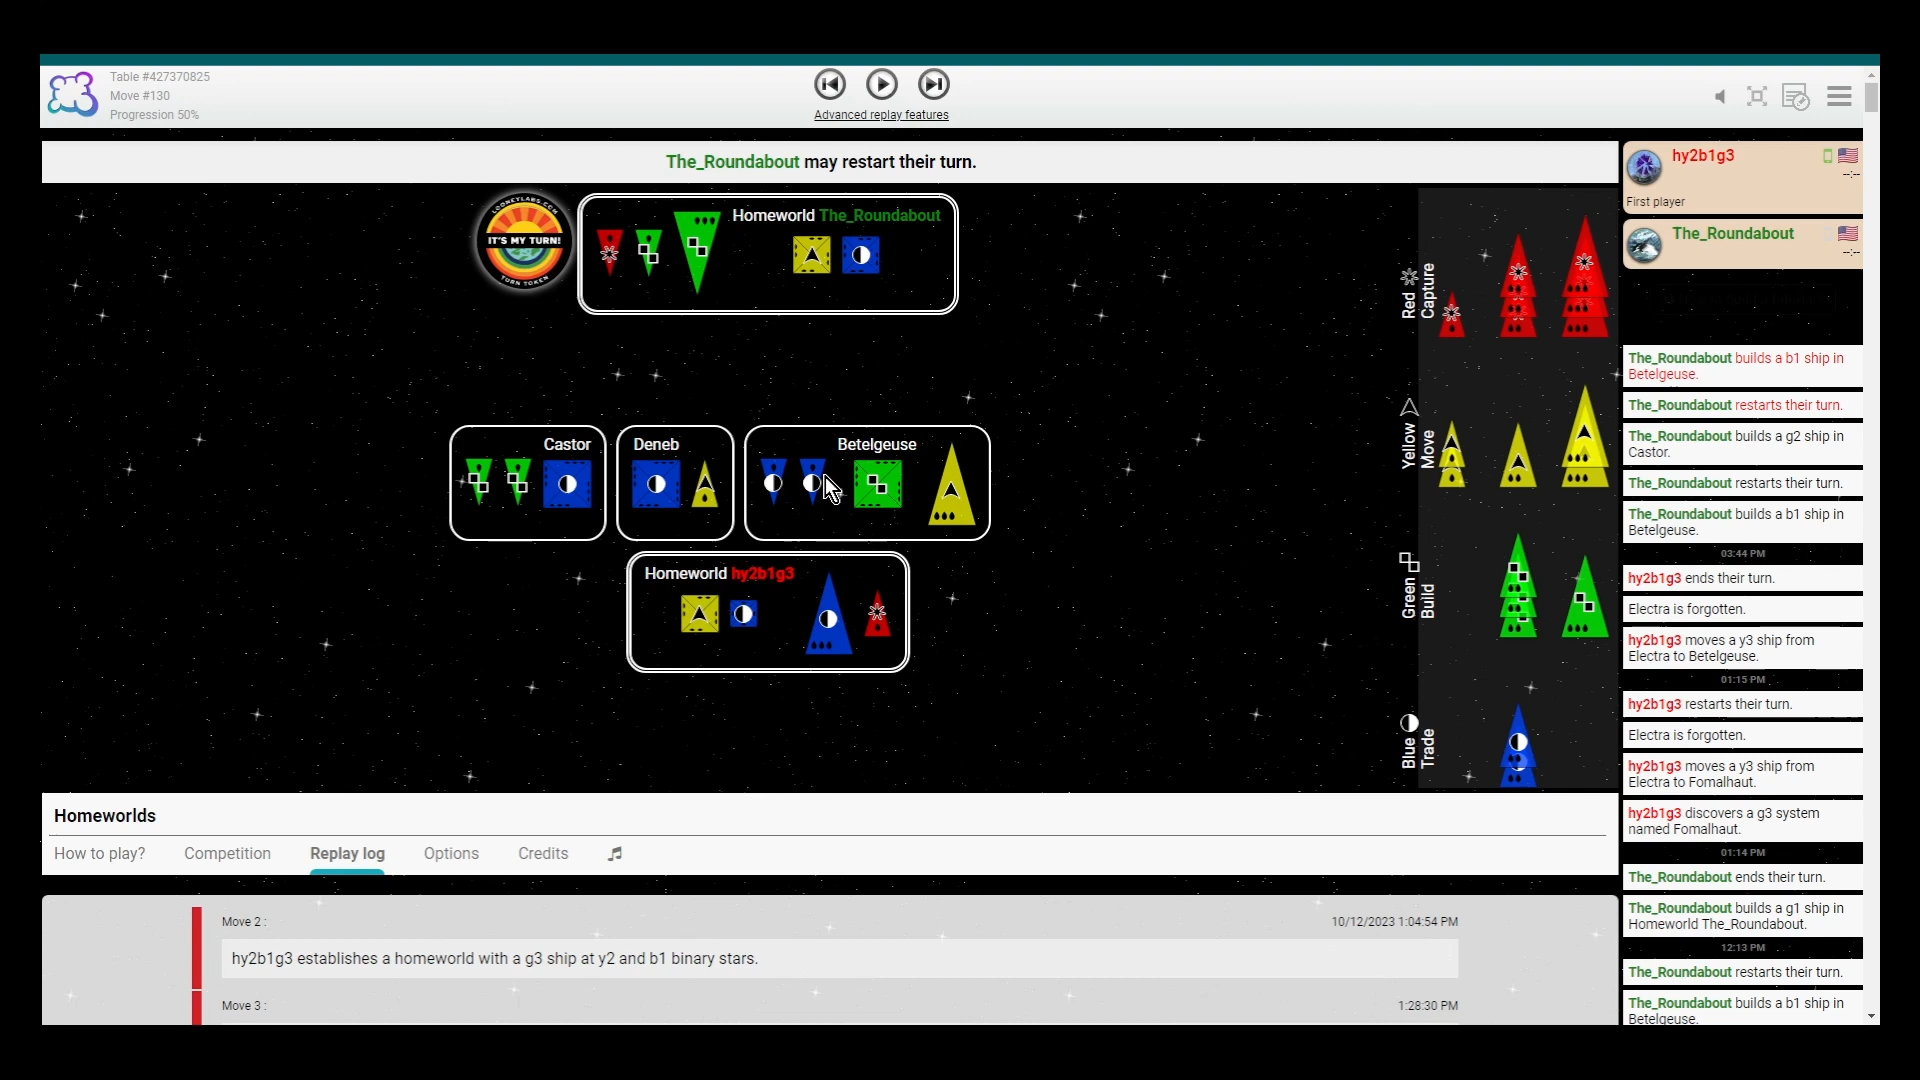 Table #427370825
Move #130
Progression 50%
Advanced replay features
The_Roundabout may restart their turn.
LOONEYLABS.COM
IT'S MY TURN!
TURN TOKEN
Homeworld The_Roundabout
Castor
Deneb
Betelgeuse
Homeworld hy2b1g3
Red
Capture
Yellow
Move
Green
Build
Blue
Trade
hy2b1g3
--:--
First player
The_Roundabout
--:--
The_Roundabout builds a b1 ship in
Betelgeuse.
The_Roundabout restarts their turn.
The_Roundabout builds a g2 ship in
Castor.
The_Roundabout restarts their turn.
The_Roundabout builds a b1 ship in
Betelgeuse.
03:44 PM
hy2b1g3 ends their turn.
Electra is forgotten.
hy2b1g3 moves a y3 ship from
Electra to Betelgeuse.
01:15 PM
hy2b1g3 restarts their turn.
Electra is forgotten.
hy2b1g3 moves a y3 ship from
Electra to Fomalhaut.
hy2b1g3 discovers a g3 system
named Fomalhaut.
01:14 PM
The_Roundabout ends their turn.
The_Roundabout builds a g1 ship in
Homeworld The_Roundabout.
12:13 PM
The_Roundabout restarts their turn.
The_Roundabout builds a b1 ship in
Betelgeuse.
Homeworlds
How to play?
Competition
Replay log
Options
Credits
Move 2 :
10/12/2023 1:04:54 PM
hy2b1g3 establishes a homeworld with a g3 ship at y2 and b1 binary stars.
Move 3 :
1:28:30 PM